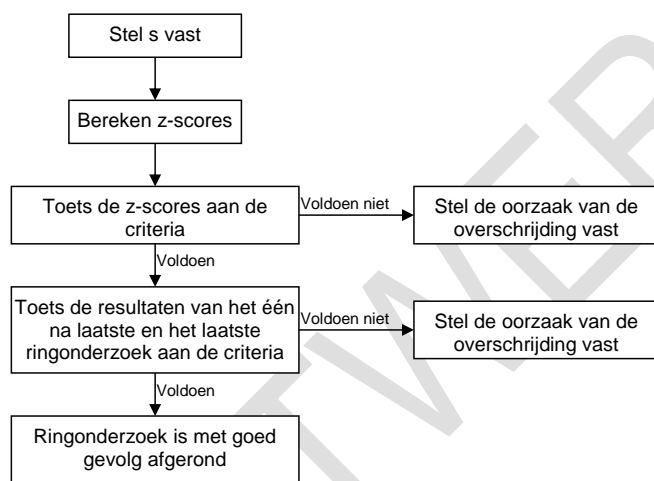 Stel s vast
Bereken z-scores
Toets de z-scores aan de
criteria
Voldoen niet
Stel de oorzaak van de
overschrijding vast
Voldoen
Toets de resultaten van het één
na laatste en het laatste
ringonderzoek aan de criteria
Voldoen niet
Stel de oorzaak van de
overschrijding vast
Voldoen
Ringonderzoek is met goed
gevolg afgerond